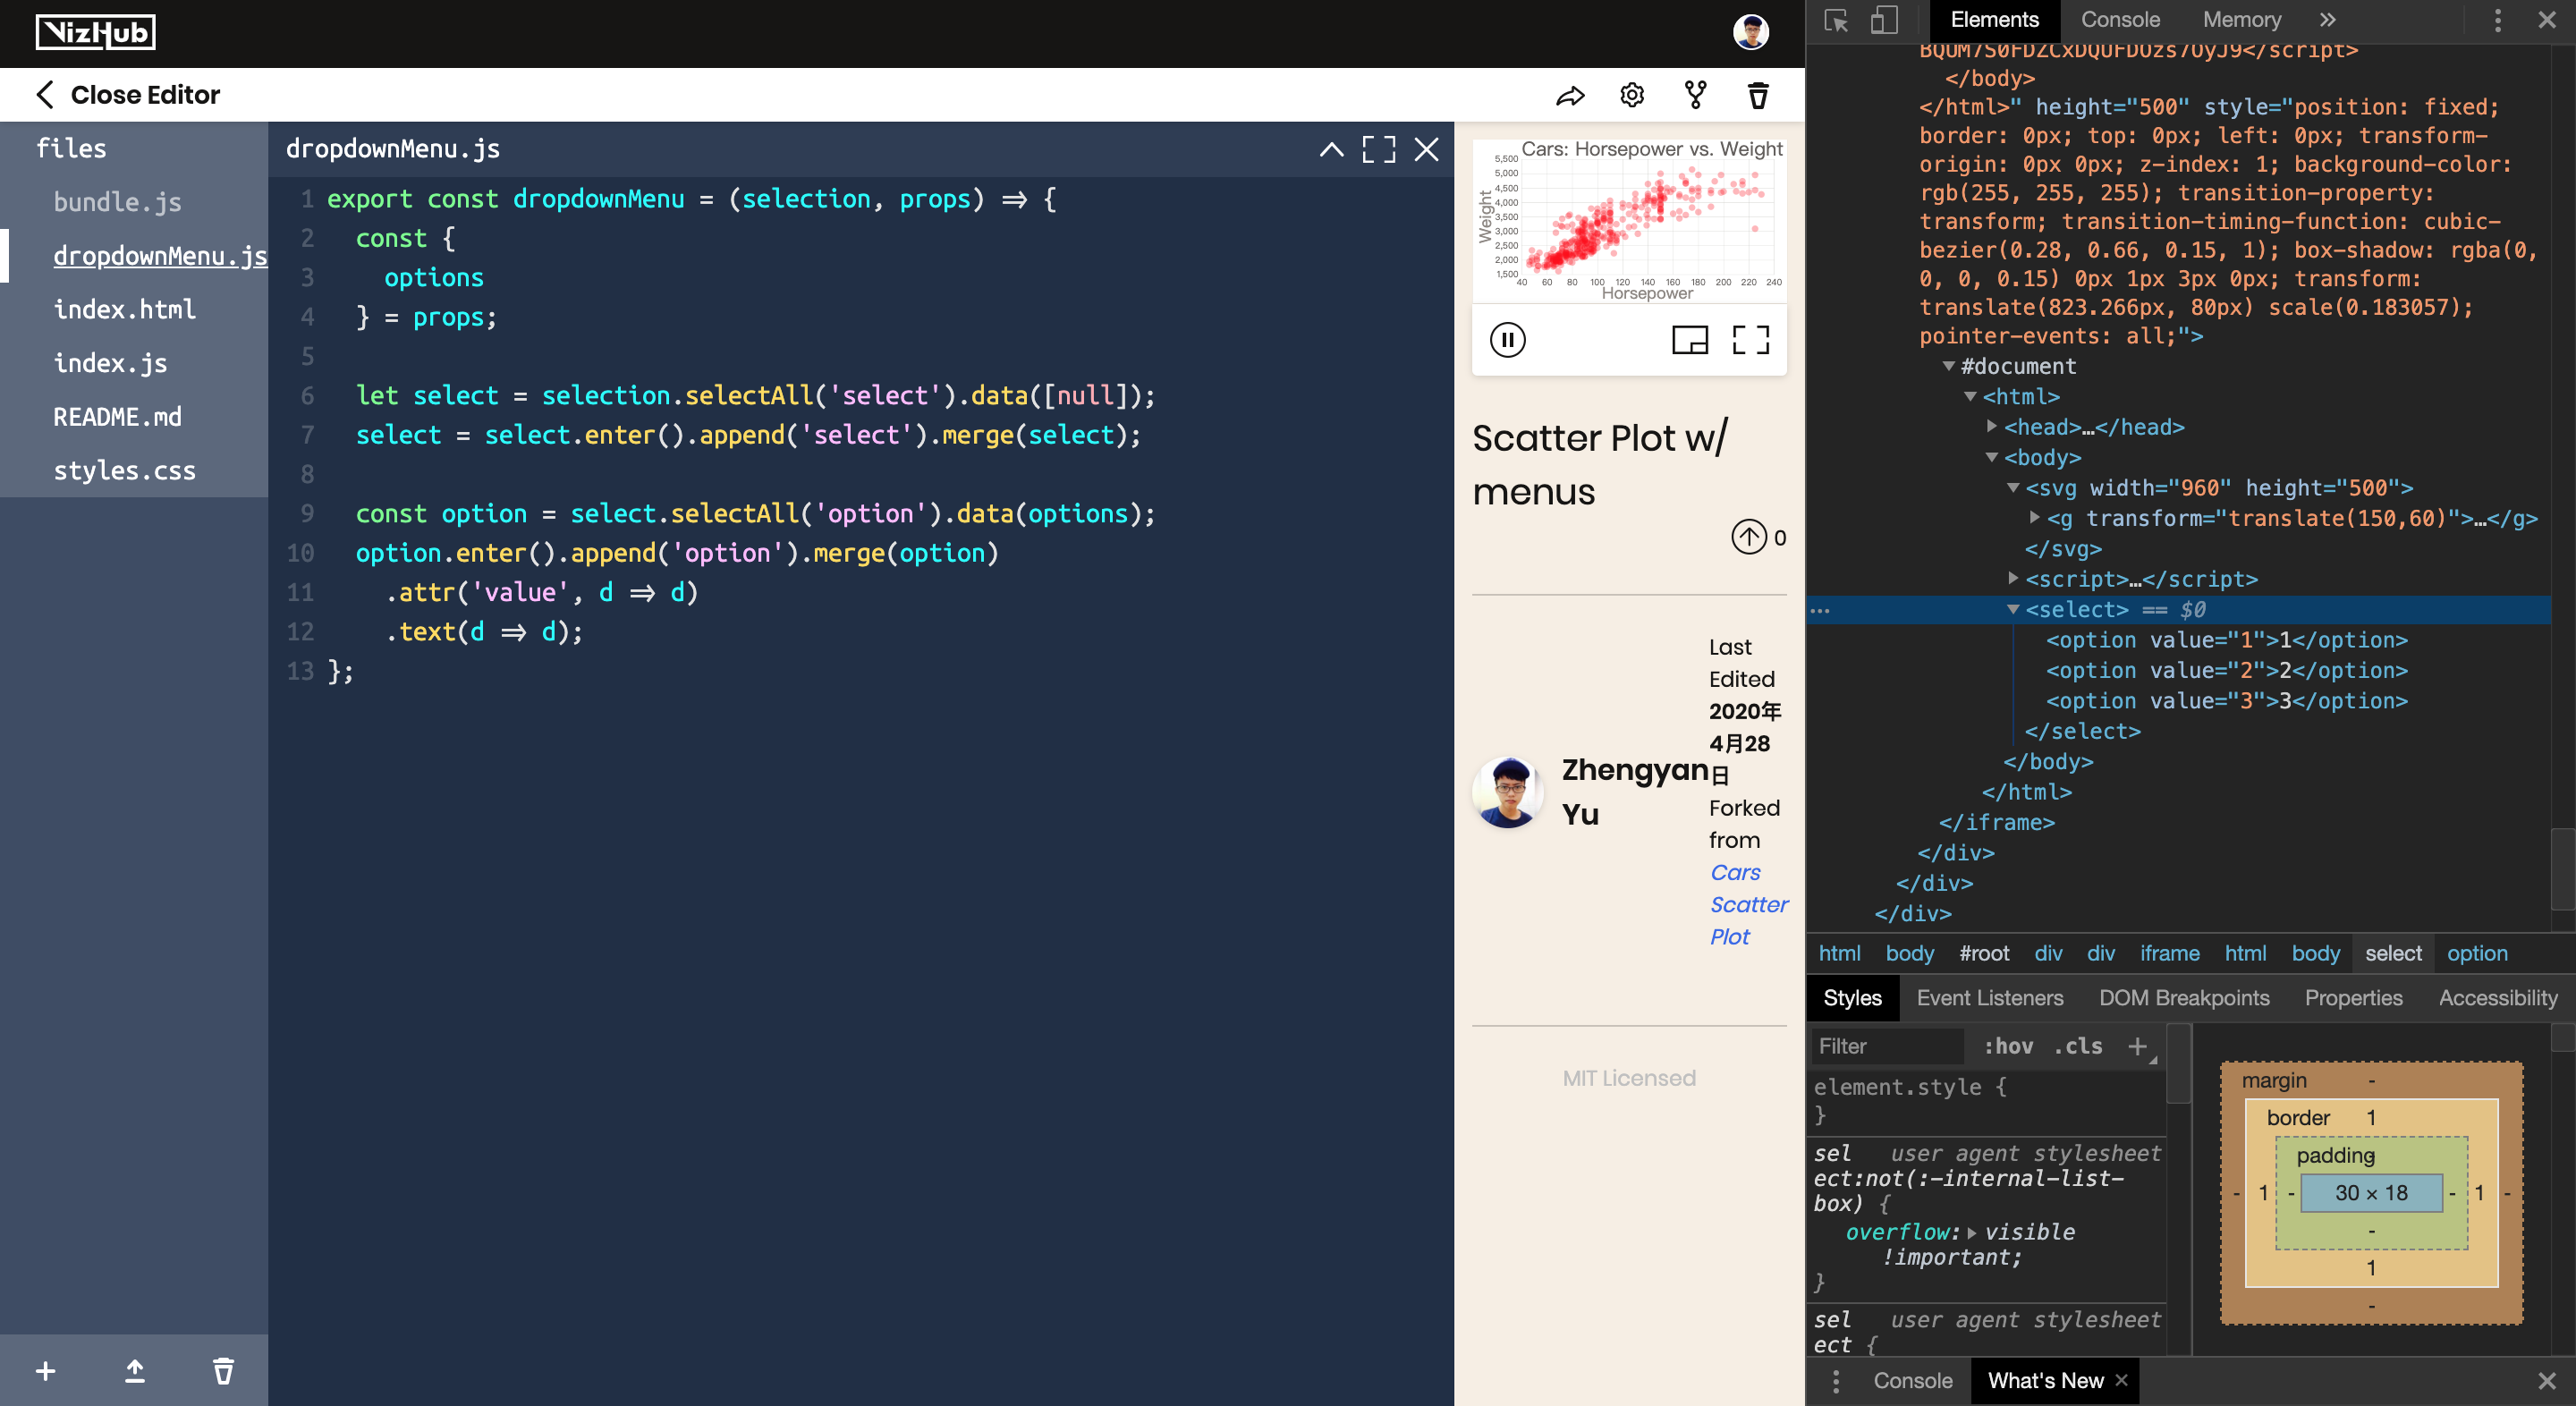 VizHub
Close Editor
files
bundle.js
dropdownMenu.js
index.html
index.js
README.md
styles.css
dropdownMenu.js
1 export const dropdownMenu = (selection, props) => {
2 const {
3 options
4 } = props;
5
6 let select = selection.selectAll('select').data([null]);
7 select = select.enter().append('select').merge(select);
8
9 const option = select.selectAll('option').data(options);
10 option.enter().append('option').merge(option)
11 .attr('value', d => d)
12 .text(d => d);
13 };
Cars: Horsepower vs. Weight
5,500
5,000
4,500
4,000
3,500
3,000
2,500
2,000
1,500
Weight
40 60 80 100 120 140 160 180 200 220 240
Horsepower
Scatter Plot w/
menus
0
Zhengyan
Yu
Last
Edited
2020年
4月28
日
Forked
from
Cars
Scatter
Plot
MIT Licensed
Elements Console Memory »
BQUM7S0FDZCxDQUFDOzs7OyJ9</script>
</body>
</html>" height="500" style="position: fixed;
border: 0px; top: 0px; left: 0px; transform-
origin: 0px 0px; z-index: 1; background-color:
rgb(255, 255, 255); transition-property:
transform; transition-timing-function: cubic-
bezier(0.28, 0.66, 0.15, 1); box-shadow: rgba(0,
0, 0, 0.15) 0px 1px 3px 0px; transform:
translate(823.266px, 80px) scale(0.183057);
pointer-events: all;">
#document
<html>
<head>…</head>
<body>
<svg width="960" height="500">
<g transform="translate(150,60)">…</g>
</svg>
<script>…</script>
<select> == $0
<option value="1">1</option>
<option value="2">2</option>
<option value="3">3</option>
</select>
</body>
</html>
</iframe>
</div>
</div>
</div>
html body #root div div iframe html body select option
Styles Event Listeners DOM Breakpoints Properties Accessibility
Filter :hov .cls +
element.style {
}
sel user agent stylesheet
ect:not(:-internal-list-
box) {
overflow: visible
!important;
}
sel user agent stylesheet
ect {
margin -
border 1
padding -
- 1 - 30 × 18 - 1 -
-
1
-
Console What's New ×